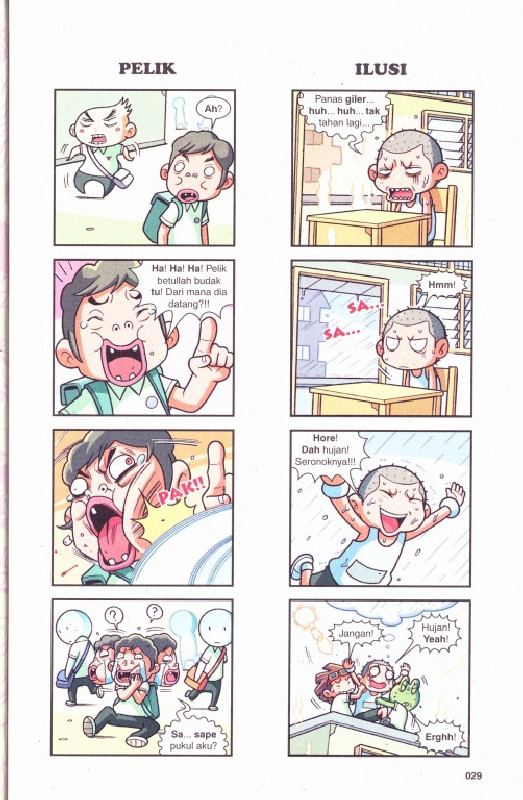 PELIK
Ah?
Ha! Ha! Ha! Pelik
betullah budak
tu! Dari mana dia
datang?!!
PAK!!
?
?
Sa... sape
pukul aku?
ILUSI
Panas giler...
huh... huh... tak
tahan lagi...
SA...
SA...
Hmm!
Hore!
Dah hujan!
Seronoknya!!!
Jangan!
Hujan!
Yeah!
Erghh!
029